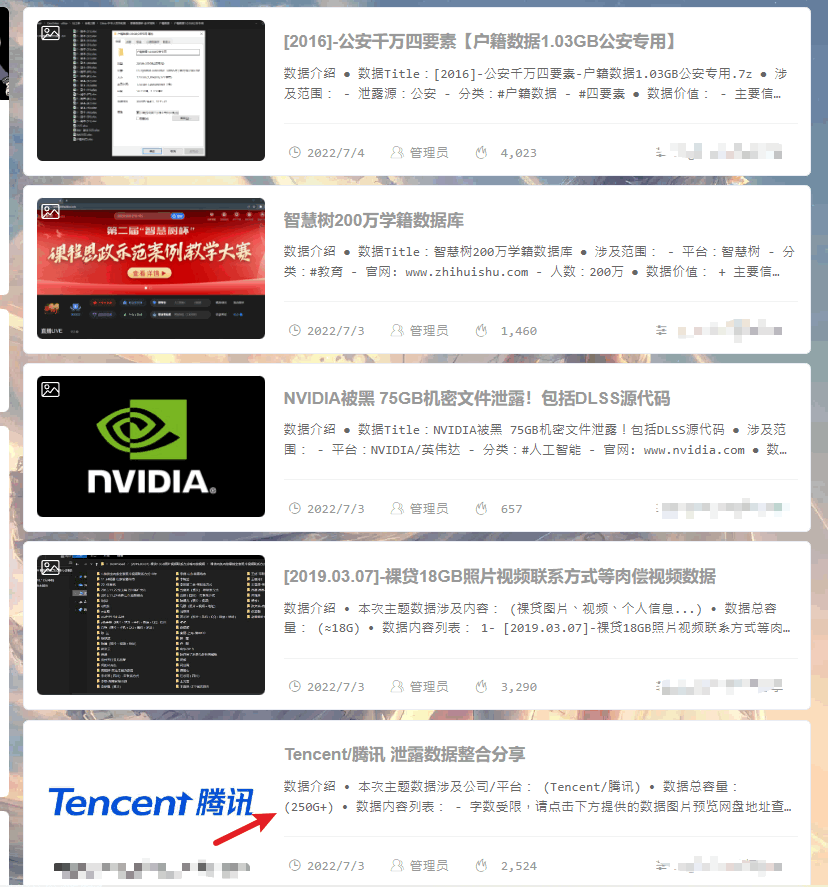 [2016]-公安千万四要素【户籍数据1.03GB公安专用】
数据介绍 ● 数据Title：[2016]-公安千万四要素-户籍数据1.03GB公安专用.7z ● 涉
及范围： - 泄露源：公安 - 分类：#户籍数据 - #四要素 ● 数据价值： - 主要信…
2022/7/4 管理员 4,023
第二届“智慧树杯”
课程思政示范案例教学大赛
查看详情
直播LIVE
智慧树200万学籍数据库
数据介绍 ● 数据Title：智慧树200万学籍数据库 ● 涉及范围： - 平台：智慧树 - 分
类：#教育 - 官网: www.zhihuishu.com - 人数：200万 ● 数据价值： + 主要信…
2022/7/3 管理员 1,460
NVIDIA.
NVIDIA被黑 75GB机密文件泄露！包括DLSS源代码
数据介绍 ● 数据Title：NVIDIA被黑 75GB机密文件泄露！包括DLSS源代码 ● 涉及范
围： - 平台：NVIDIA/英伟达 - 分类：#人工智能 - 官网: www.nvidia.com ● 数…
2022/7/3 管理员 657
[2019.03.07]-裸贷18GB照片视频联系方式等肉偿视频数据
数据介绍 • 本次主题数据涉及内容： (裸贷图片、视频、个人信息...) • 数据总容
量： (≈18G) • 数据内容列表： 1- [2019.03.07]-裸贷18GB照片视频联系方式等肉…
2022/7/3 管理员 3,290
Tencent 腾讯
Tencent/腾讯 泄露数据整合分享
数据介绍 • 本次主题数据涉及公司/平台： (Tencent/腾讯) • 数据总容量：
(250G+) • 数据内容列表： - 字数受限，请点击下方提供的数据图片预览网盘地址查…
2022/7/3 管理员 2,524